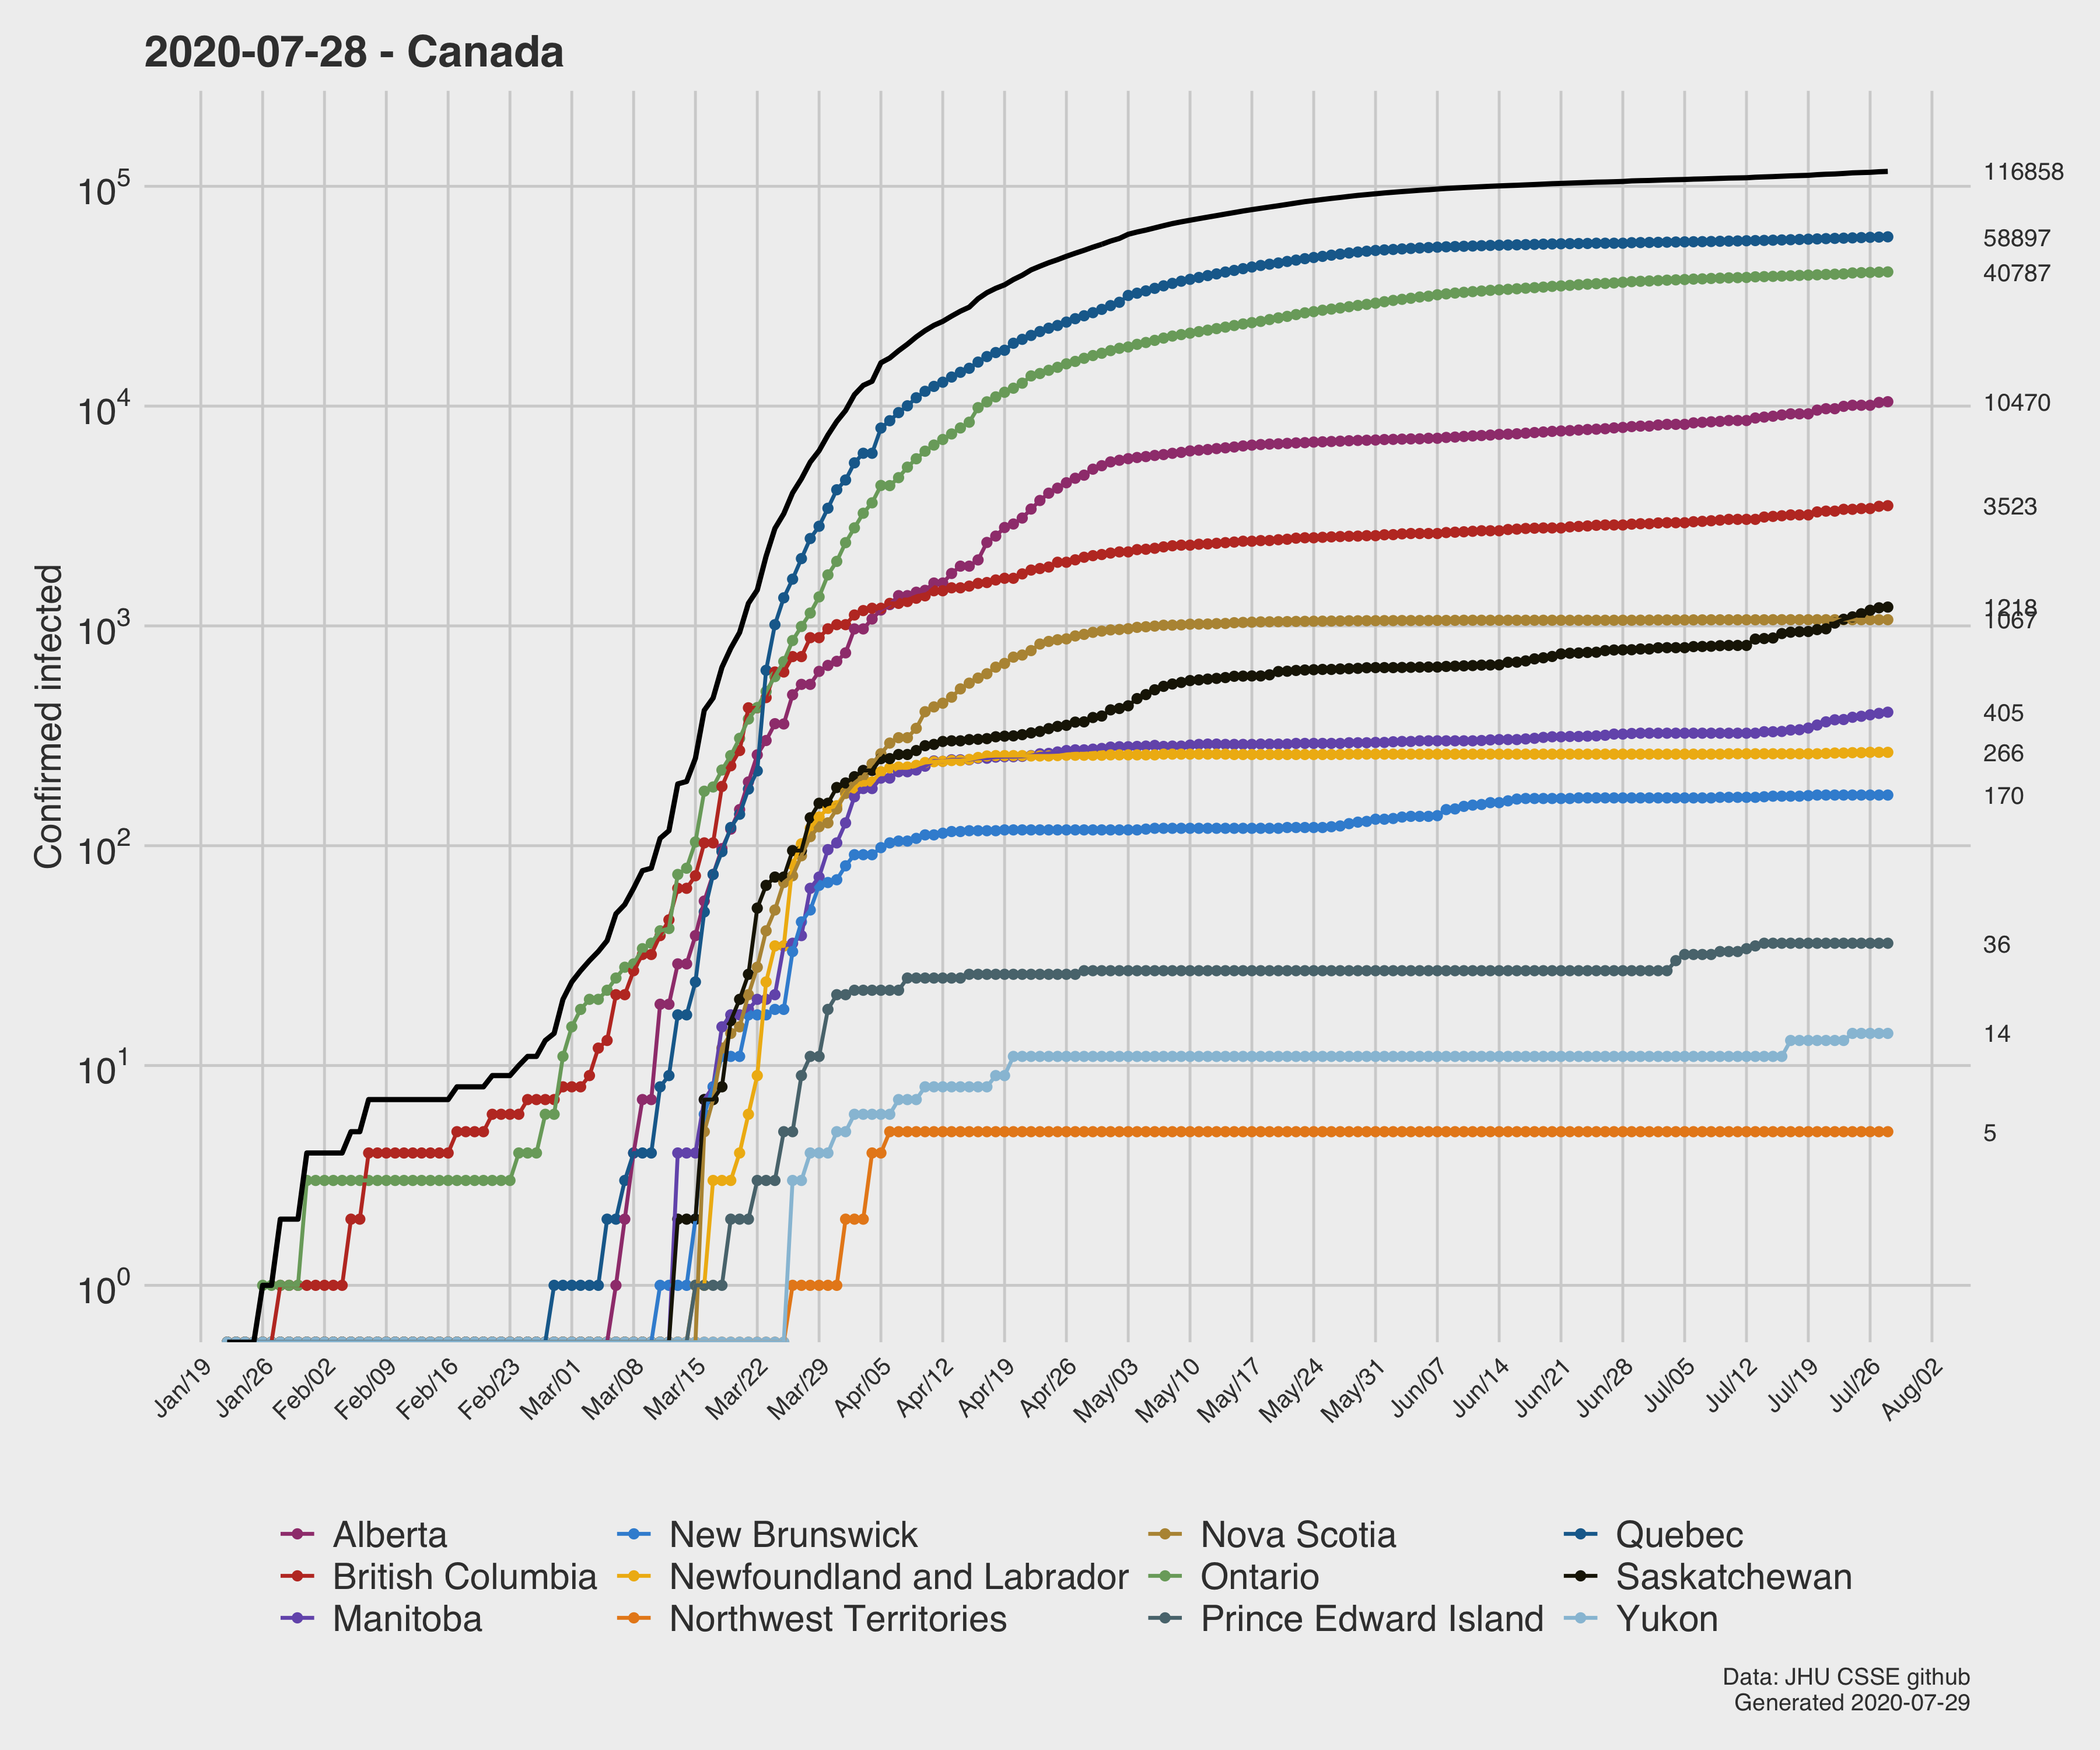 2020-07-28 - Canada
Confirmed infected
10^5
10^4
10^3
10^2
10^1
10^0
116858
58897
40787
10470
3523
1218
1067
405
266
170
36
14
5
Jan/19
Jan/26
Feb/02
Feb/09
Feb/16
Feb/23
Mar/01
Mar/08
Mar/15
Mar/22
Mar/29
Apr/05
Apr/12
Apr/19
Apr/26
May/03
May/10
May/17
May/24
May/31
Jun/07
Jun/14
Jun/21
Jun/28
Jul/05
Jul/12
Jul/19
Jul/26
Aug/02
Alberta
British Columbia
Manitoba
New Brunswick
Newfoundland and Labrador
Northwest Territories
Nova Scotia
Ontario
Prince Edward Island
Quebec
Saskatchewan
Yukon
Data: JHU CSSE github
Generated 2020-07-29